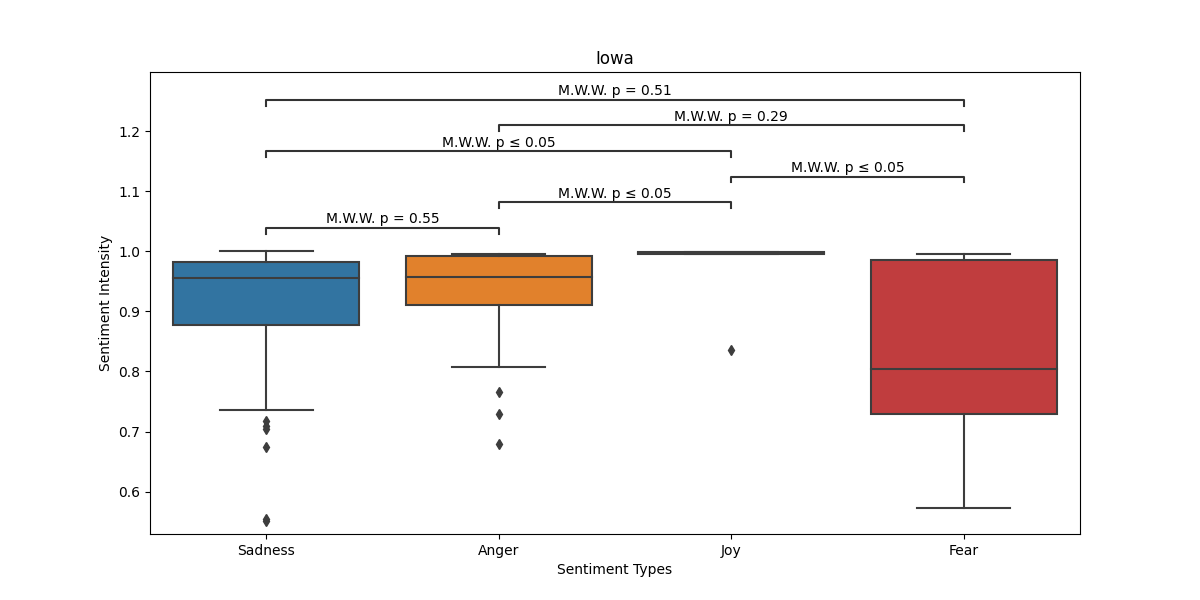 Iowa
M.W.W. p = 0.51
M.W.W. p = 0.29
M.W.W. p ≤ 0.05
M.W.W. p ≤ 0.05
M.W.W. p ≤ 0.05
M.W.W. p = 0.55
1.2
1.1
1.0
0.9
0.8
0.7
0.6
Sentiment Intensity
Sadness Anger Joy Fear
Sentiment Types